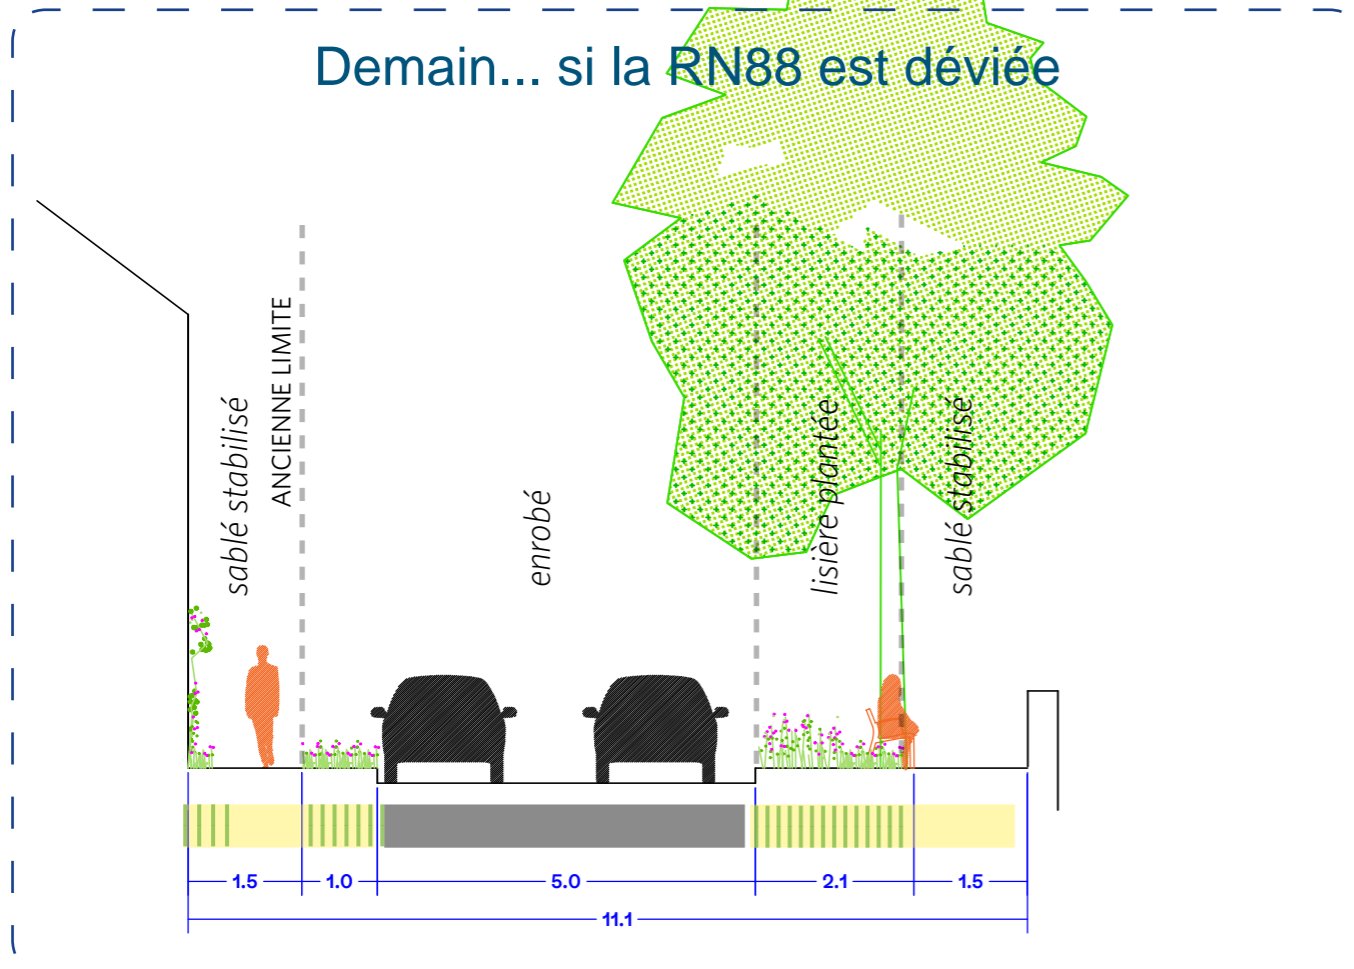 Demain... si la RN88 est déviée
sablé stabilisé
ANCIENNE LIMITE
enrobé
lisière plantée
sablé stabilisé
1.5
1.0
5.0
2.1
1.5
11.1